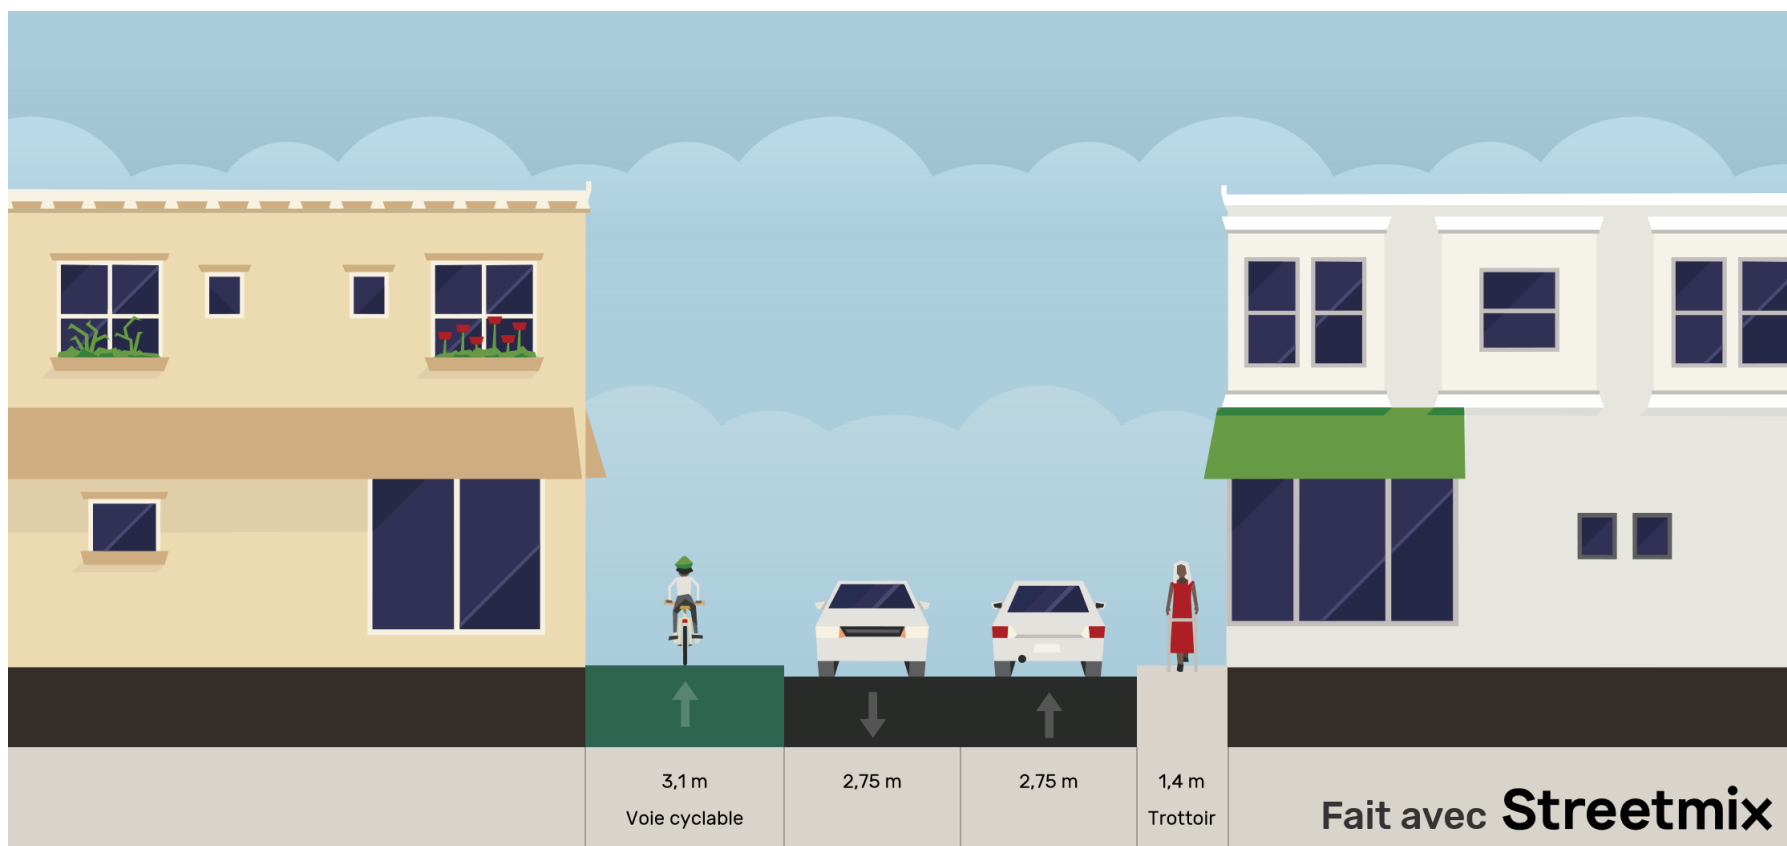 3,1 m
2,75 m
2,75 m
1,4 m
Voie cyclable
Trottoir
Fait avec Streetmix